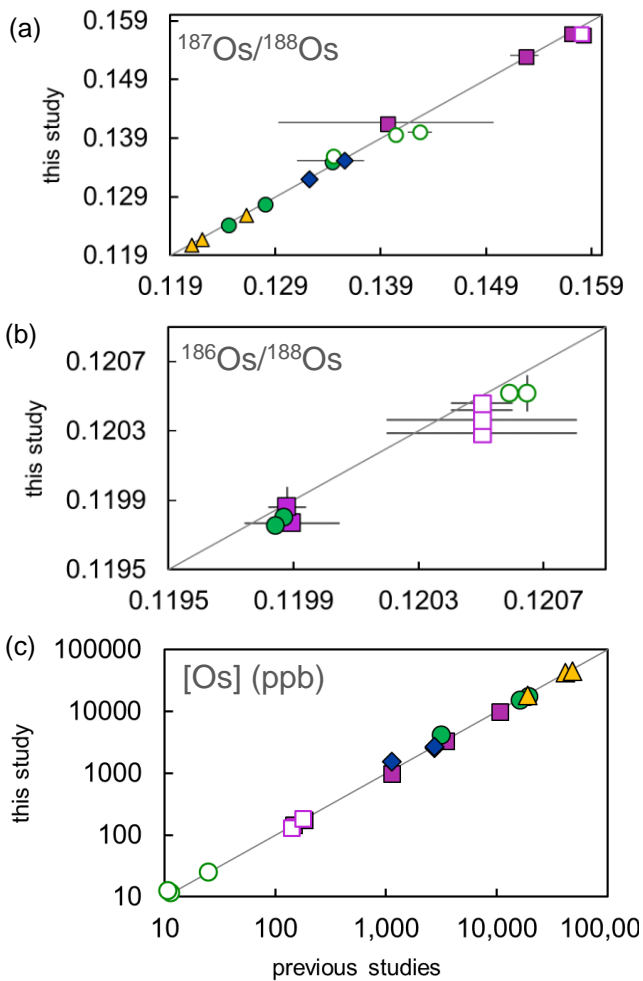 (a)
187Os/188Os
0.159
0.149
0.139
0.129
0.119
this study
0.119 0.129 0.139 0.149 0.159
(b)
186Os/188Os
0.1207
0.1203
0.1199
0.1195
this study
0.1195 0.1199 0.1203 0.1207
(c)
[Os] (ppb)
100000
10000
1000
100
10
this study
10 100 1,000 10,000 100,00
previous studies